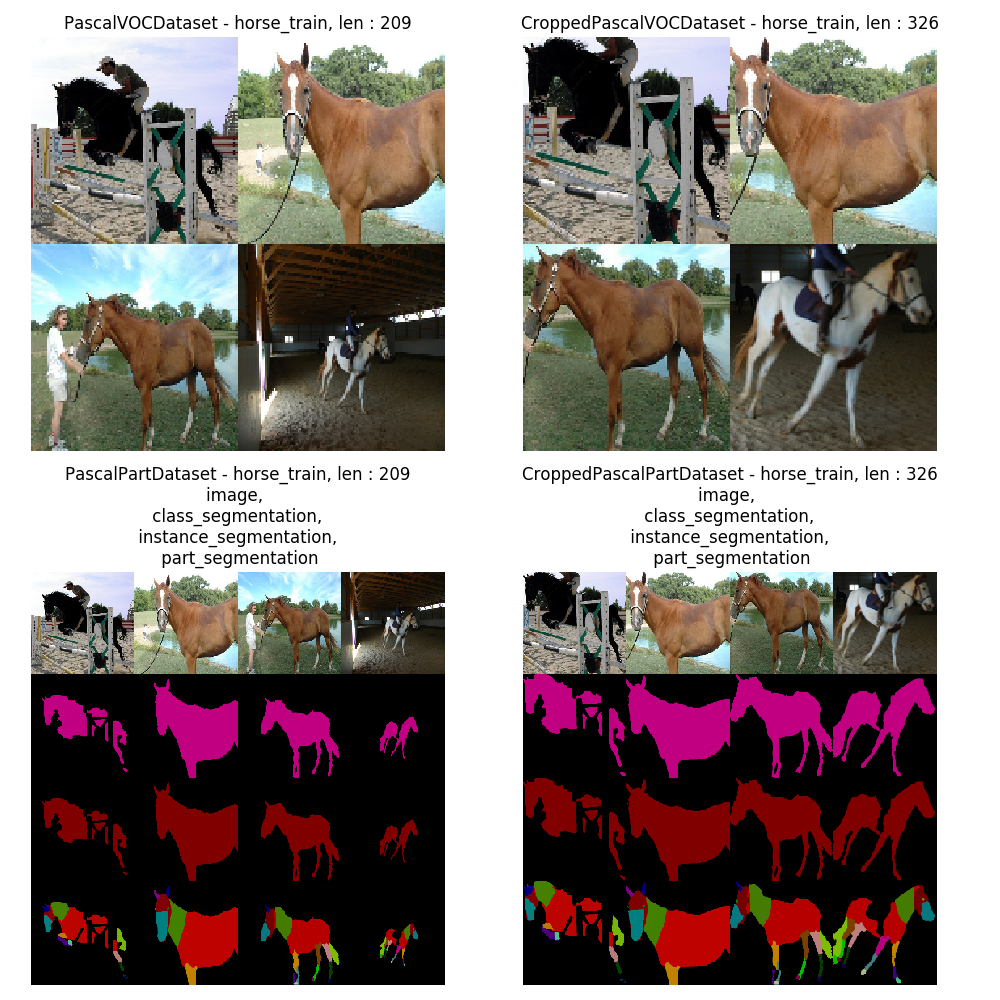 PascalVOCDataset - horse_train, len : 209
CroppedPascalVOCDataset - horse_train, len : 326
PascalPartDataset - horse_train, len : 209
image,
class_segmentation,
instance_segmentation,
part_segmentation
CroppedPascalPartDataset - horse_train, len : 326
image,
class_segmentation,
instance_segmentation,
part_segmentation